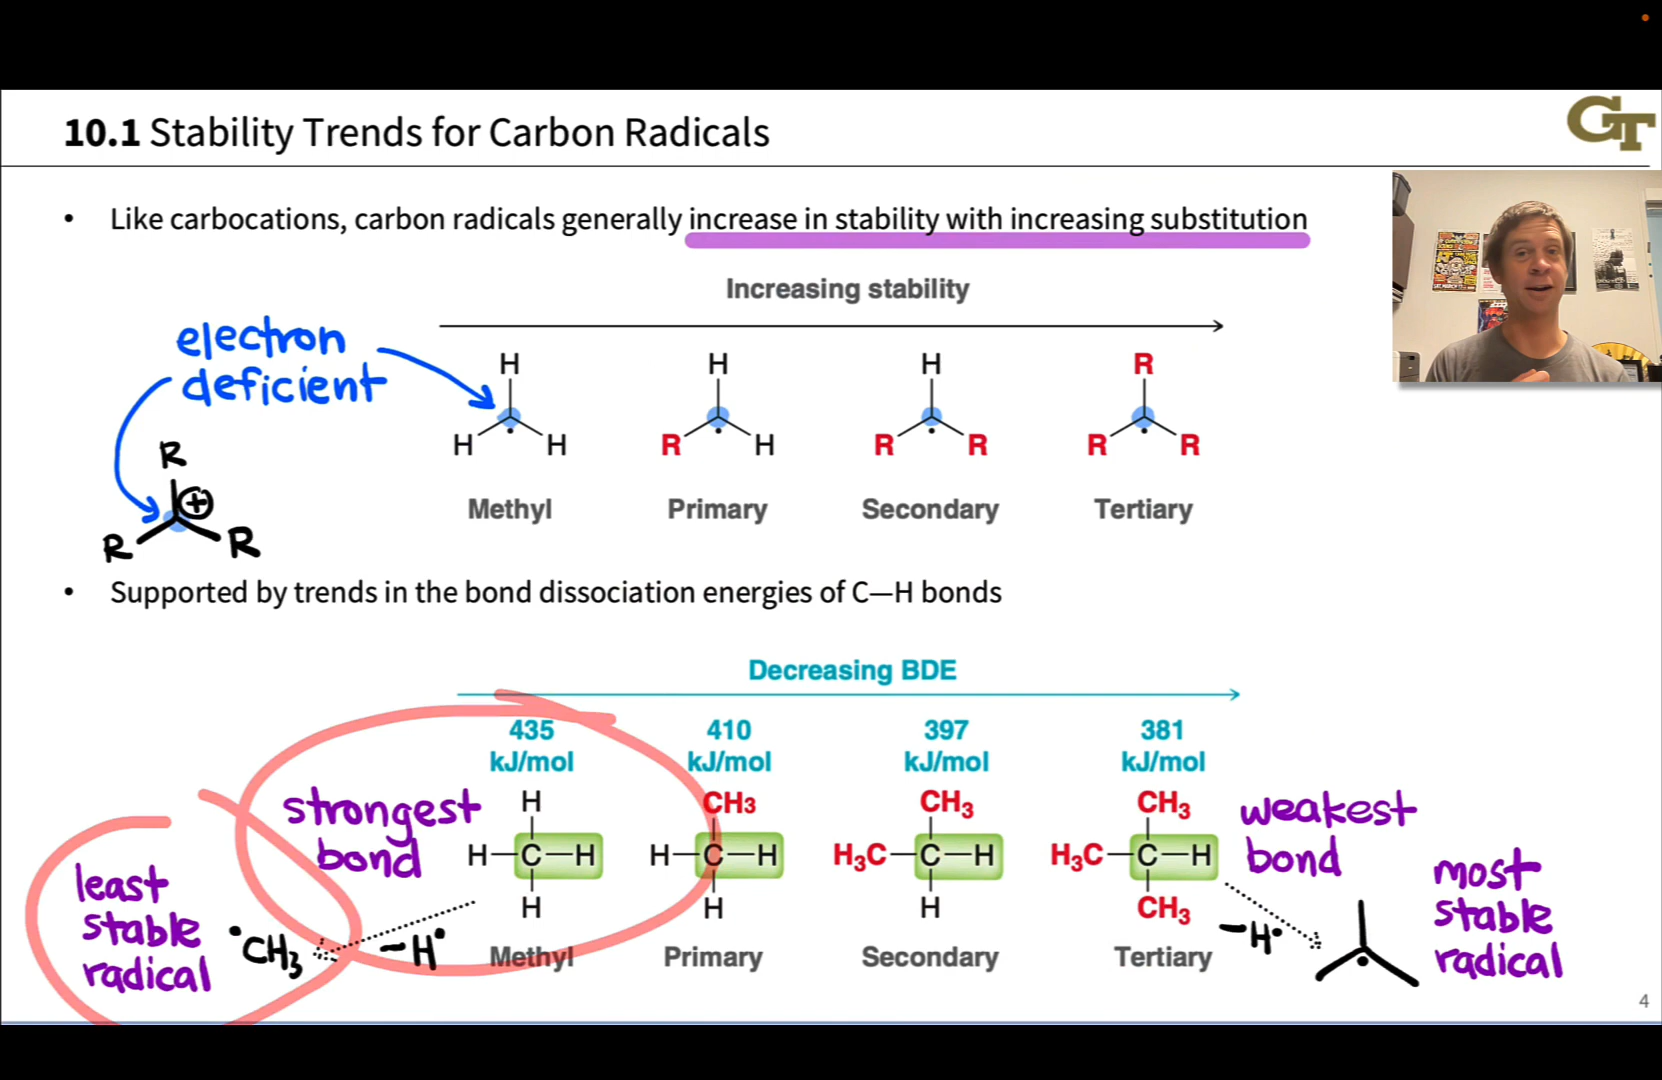 10.1 Stability Trends for Carbon Radicals
GT
• Like carbocations, carbon radicals generally increase in stability with increasing substitution
Increasing stability
electron
deficient
H H H R
H H R H R R R R
Methyl Primary Secondary Tertiary
R
+
R R
• Supported by trends in the bond dissociation energies of C—H bonds
Decreasing BDE
435 410 397 381
kJ/mol kJ/mol kJ/mol kJ/mol
strongest
bond
H CH3 CH3 CH3
H—C—H H—C—H H3C—C—H H3C—C—H
H H H CH3
Methyl Primary Secondary Tertiary
weakest
bond
least
stable
radical
•CH3
–H•
–H•
most
stable
radical
4